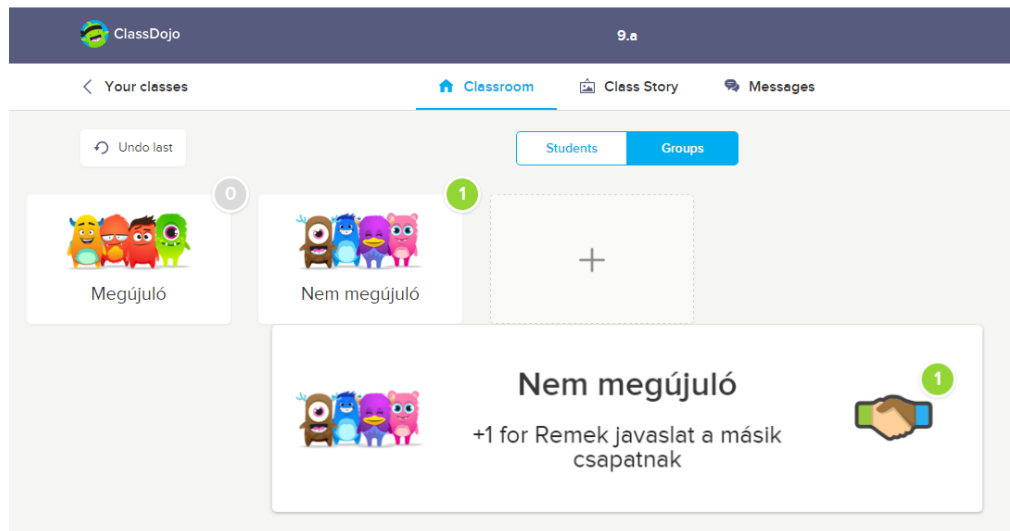 ClassDojo
9.a
Your classes
Classroom
Class Story
Messages
Undo last
Students
Groups
0
1
Megújuló
Nem megújuló
Nem megújuló
1
+1 for Remek javaslat a másik
csapatnak